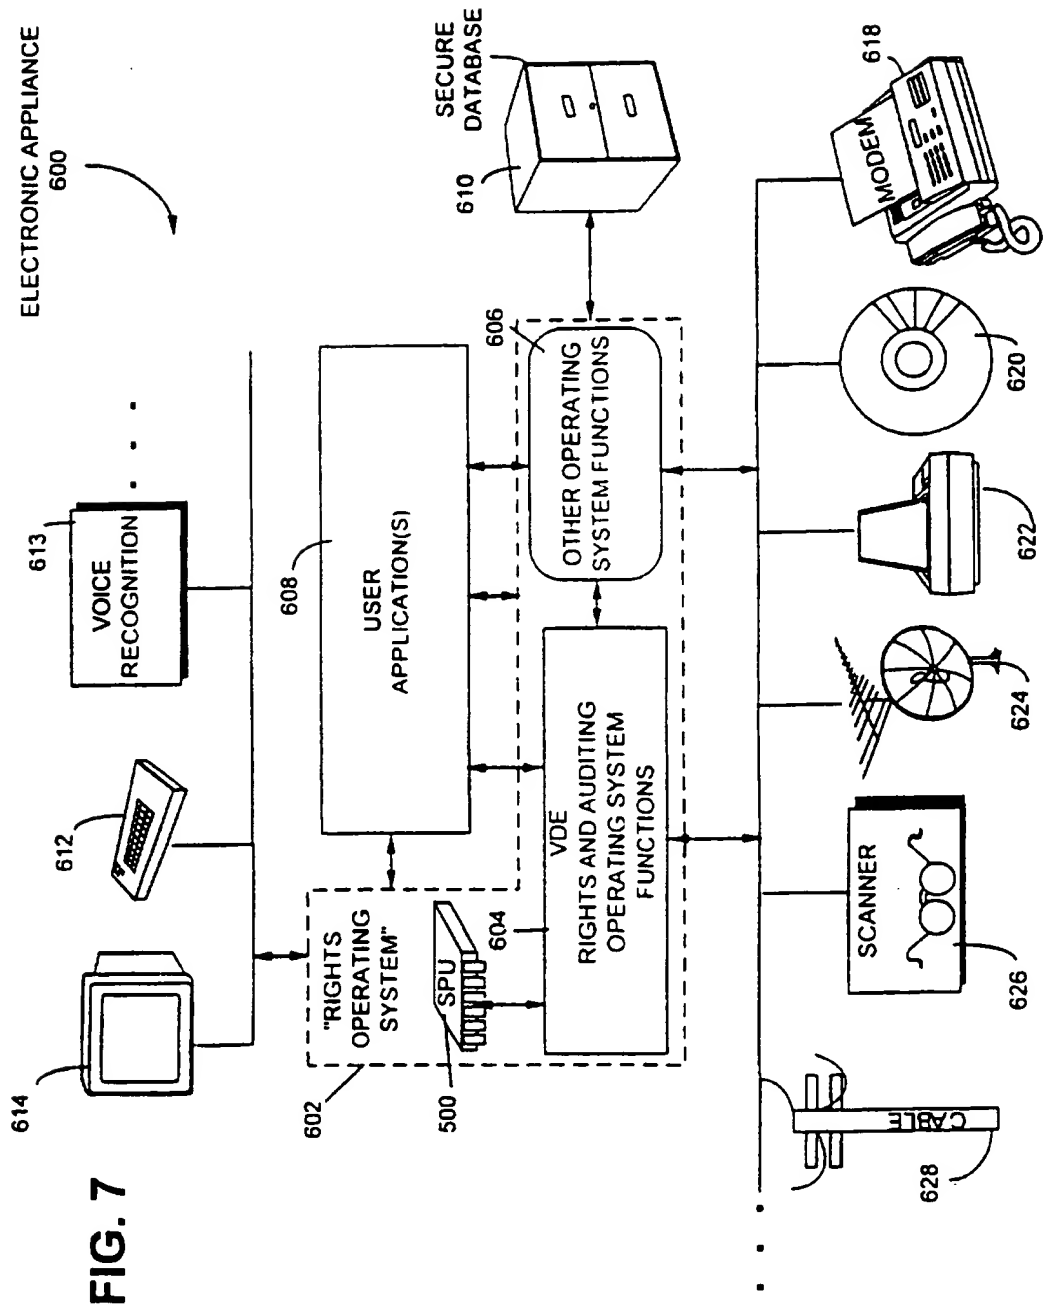 FIG. 7
ELECTRONIC APPLIANCE
600
614
612
613
VOICE
RECOGNITION
602
"RIGHTS
OPERATING
SYSTEM"
608
USER
APPLICATION(S)
500
SPU
604
VDE
RIGHTS AND AUDITING
OPERATING SYSTEM
FUNCTIONS
606
OTHER OPERATING
SYSTEM FUNCTIONS
610
SECURE
DATABASE
628
CABLE
SCANNER
626
624
622
620
MODEM
618